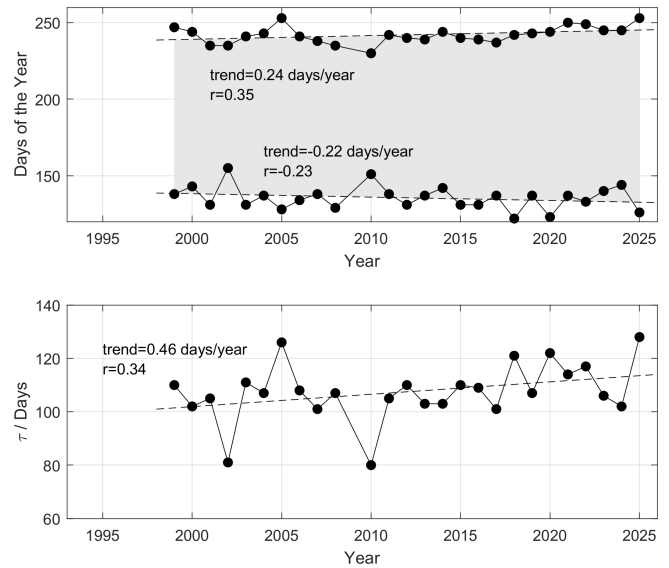 250
200
150
Days of the Year
trend=0.24 days/year
r=0.35
trend=-0.22 days/year
r=-0.23
1995 2000 2005 2010 2015 2020 2025
Year
140
120
100
80
60
τ / Days
trend=0.46 days/year
r=0.34
1995 2000 2005 2010 2015 2020 2025
Year